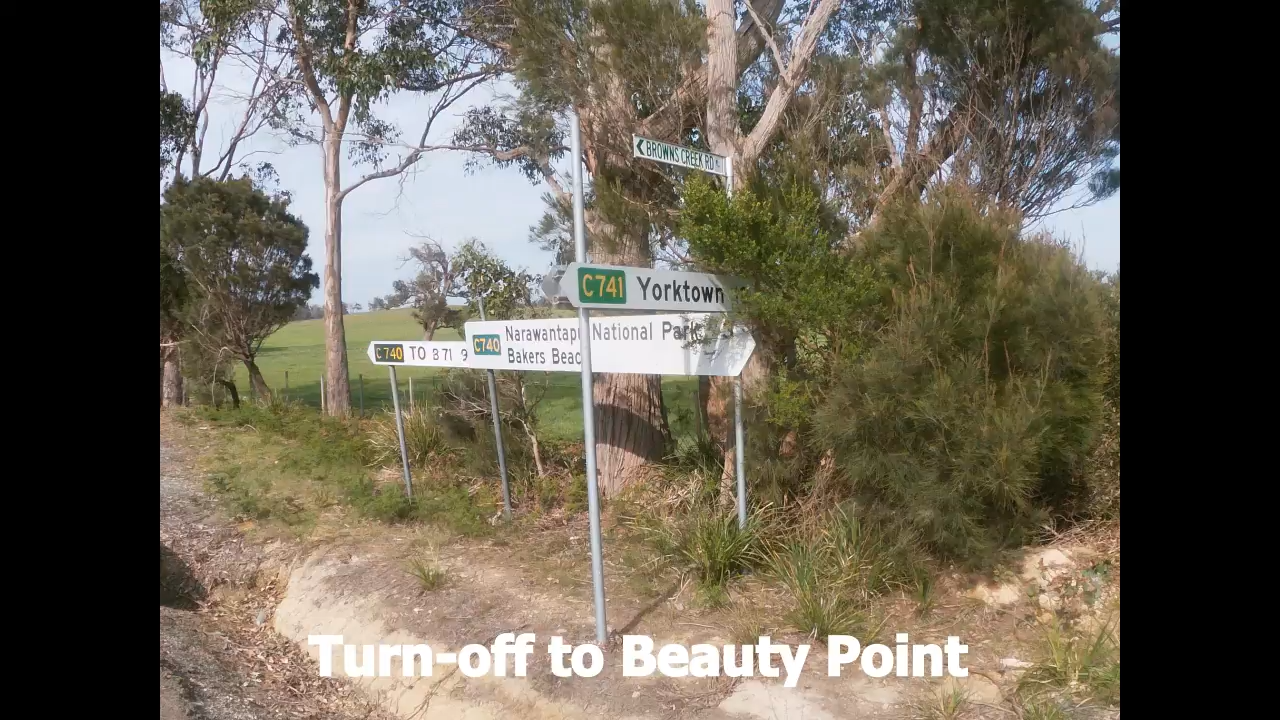 BROWNS CREEK RD
C741 Yorktown
C740 Narawantapu National Park
Bakers Beach
C740 TO B71 9
Turn-off to Beauty Point